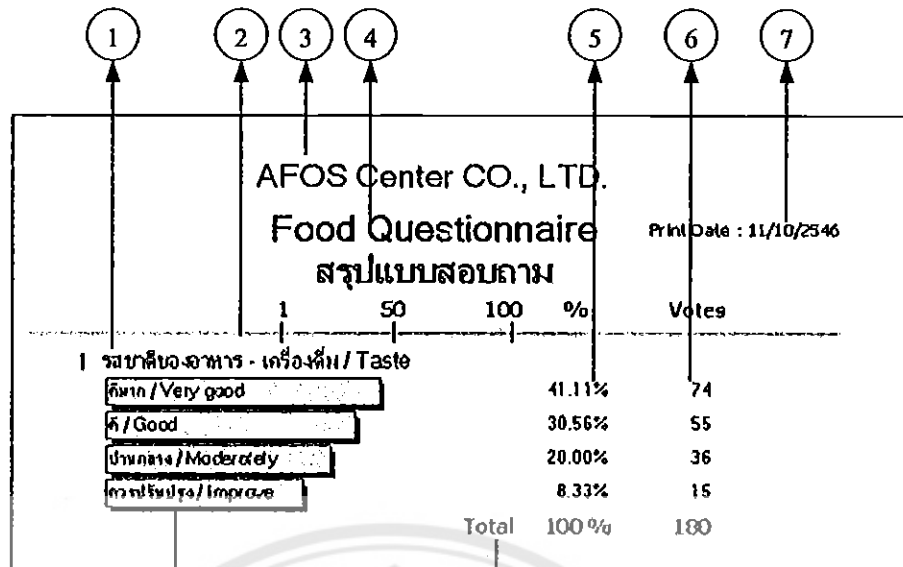 1 2 3 4 5 6 7
AFOS Center CO., LTD.
Food Questionnaire
Print Date : 11/10/2546
สรุปแบบสอบถาม
1 50 100 % Votes
1 รสชาติของอาหาร - เครื่องดื่ม / Taste
ดีมาก / Very good 41.11% 74
ดี / Good 30.56% 55
ปานกลาง / Moderately 20.00% 36
ควรปรับปรุง / Improve 8.33% 15
Total 100 % 180